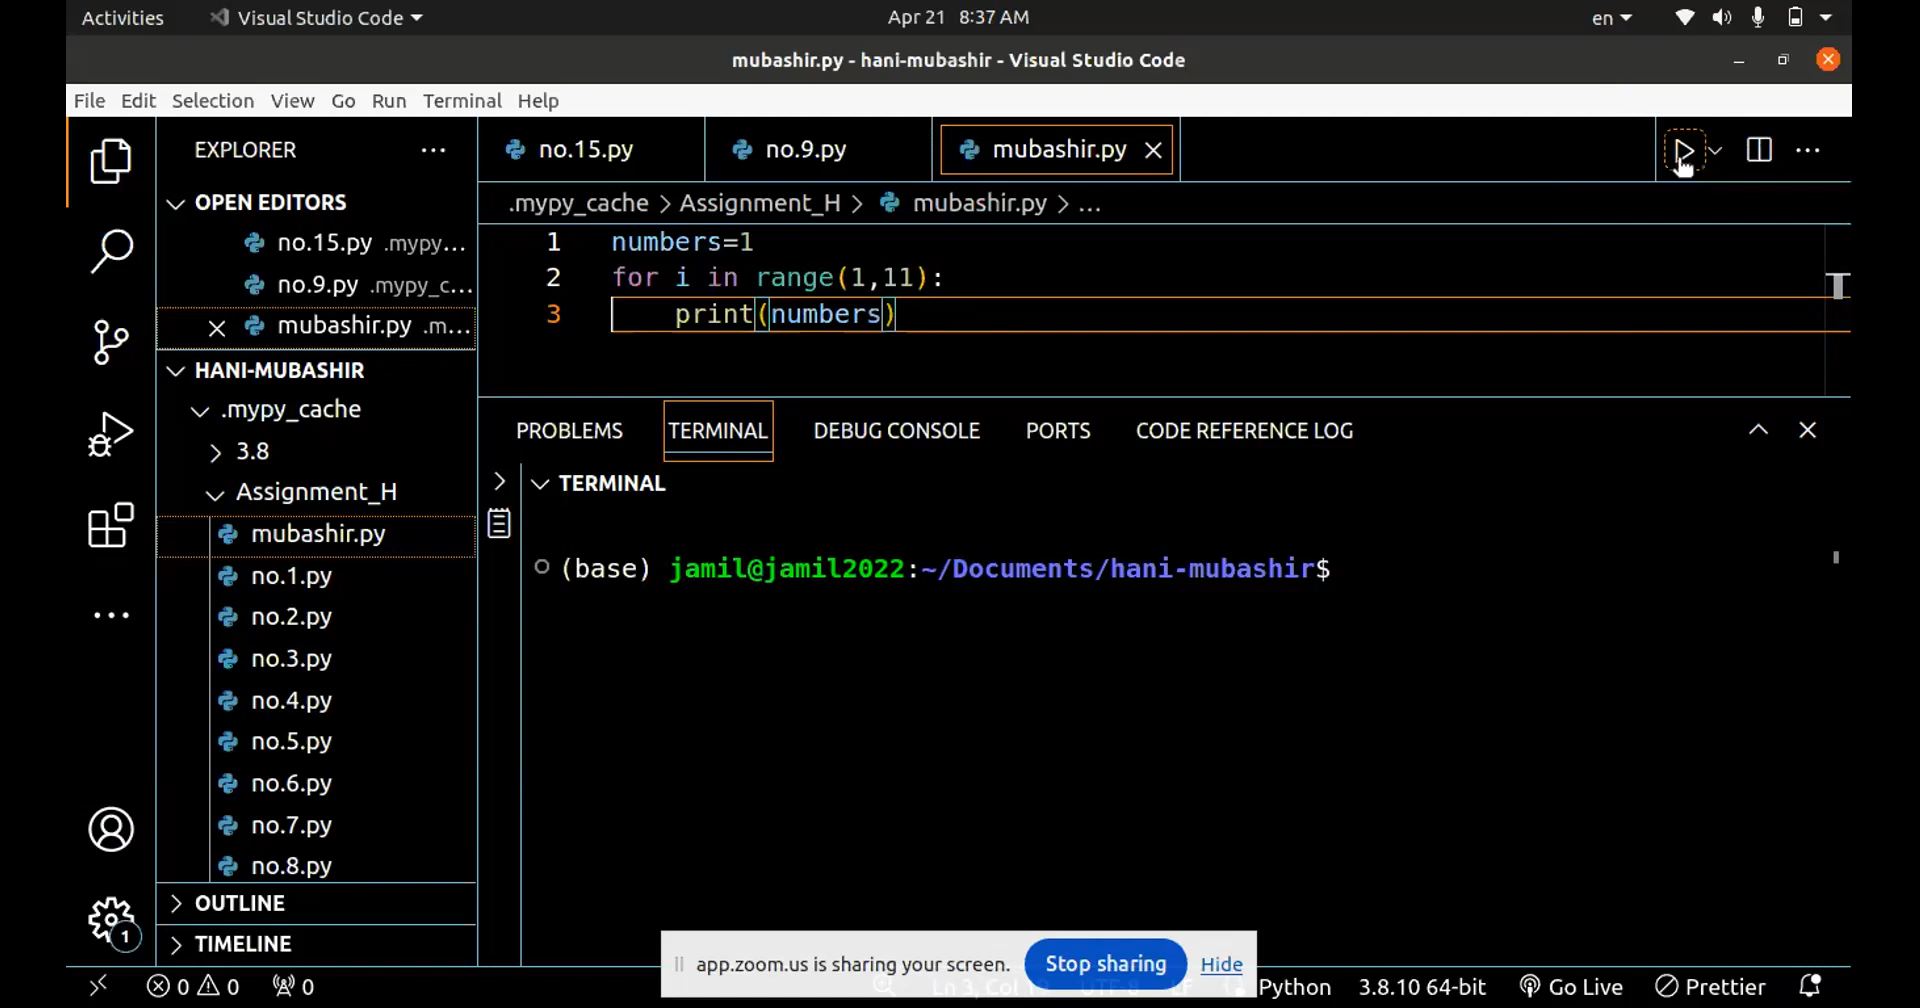 Activities
Visual Studio Code
Apr 21 8:37 AM
en
mubashir.py - hani-mubashir - Visual Studio Code
File Edit Selection View Go Run Terminal Help
EXPLORER
OPEN EDITORS
no.15.py .mypy...
no.9.py .mypy_c...
mubashir.py .m...
HANI-MUBASHIR
.mypy_cache
3.8
Assignment_H
mubashir.py
no.1.py
no.2.py
no.3.py
no.4.py
no.5.py
no.6.py
no.7.py
no.8.py
OUTLINE
TIMELINE
1
no.15.py
no.9.py
mubashir.py
.mypy_cache > Assignment_H > mubashir.py > ...
1 numbers=1
2 for i in range(1,11):
3 print(numbers)
PROBLEMS TERMINAL DEBUG CONSOLE PORTS CODE REFERENCE LOG
TERMINAL
(base) jamil@jamil2022:~/Documents/hani-mubashir$
app.zoom.us is sharing your screen. Stop sharing Hide
0 0 0 Python 3.8.10 64-bit Go Live Prettier